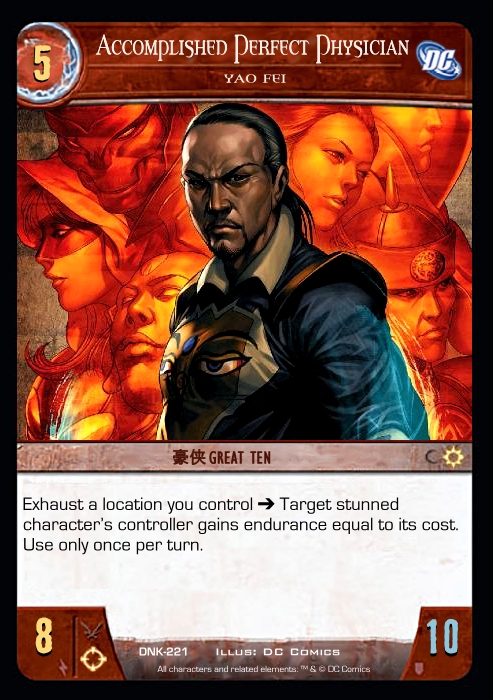 5
ACCOMPLISHED PERFECT PHYSICIAN
DC
YAO FEI
豪侠 GREAT TEN
Exhaust a location you control ➔ Target stunned
character's controller gains endurance equal to its cost.
Use only once per turn.
8
10
DNK-221 ILLUS: DC COMICS
All characters and related elements: ™ & © DC Comics